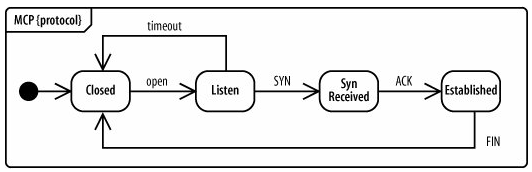 MCP {protocol}
timeout
Closed
open
Listen
SYN
Syn
Received
ACK
Established
FIN